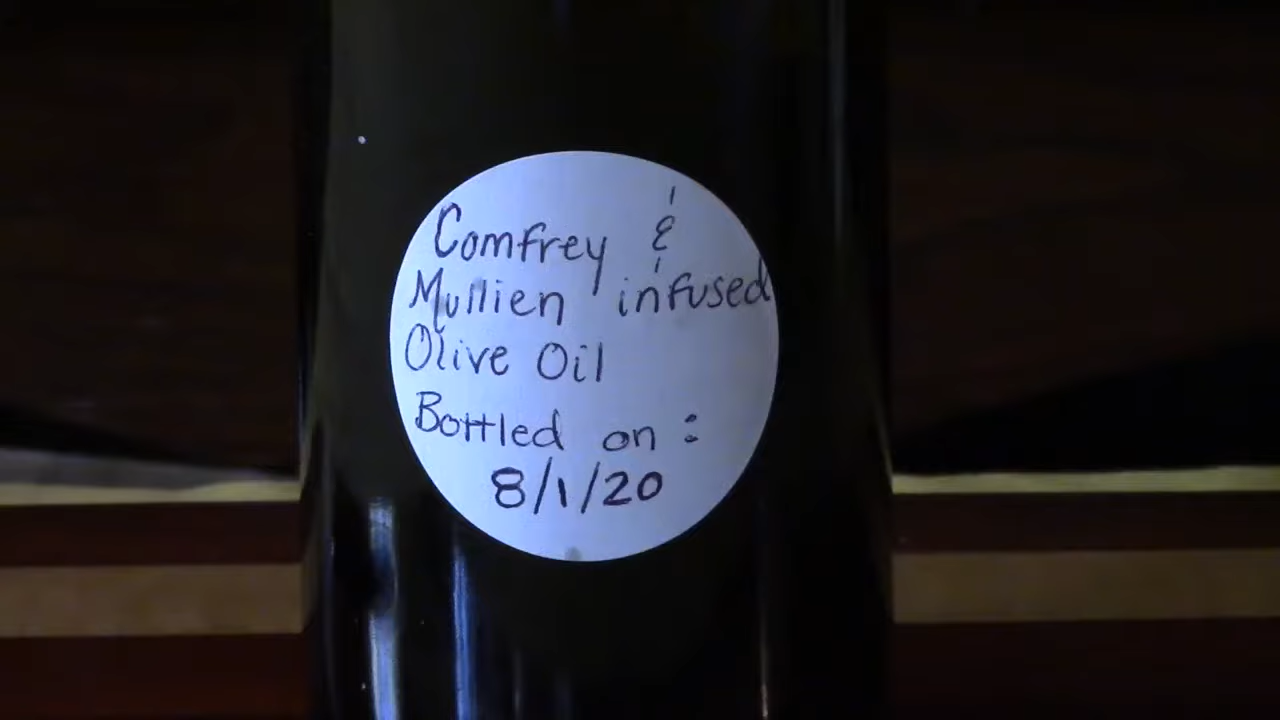 Comfrey &
Mullien infused
Olive Oil
Bottled on :
8/1/20